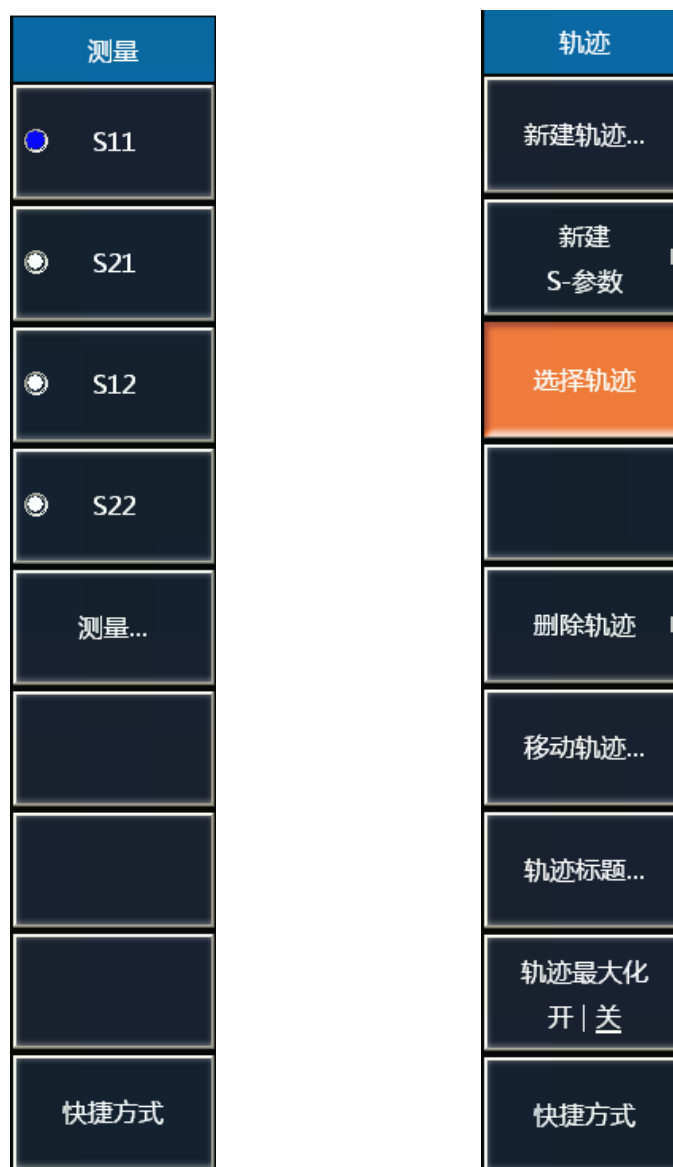 测量
S11
S21
S12
S22
测量...
快捷方式
轨迹
新建轨迹...
新建
S-参数
选择轨迹
删除轨迹
移动轨迹...
轨迹标题...
轨迹最大化
开|关
快捷方式